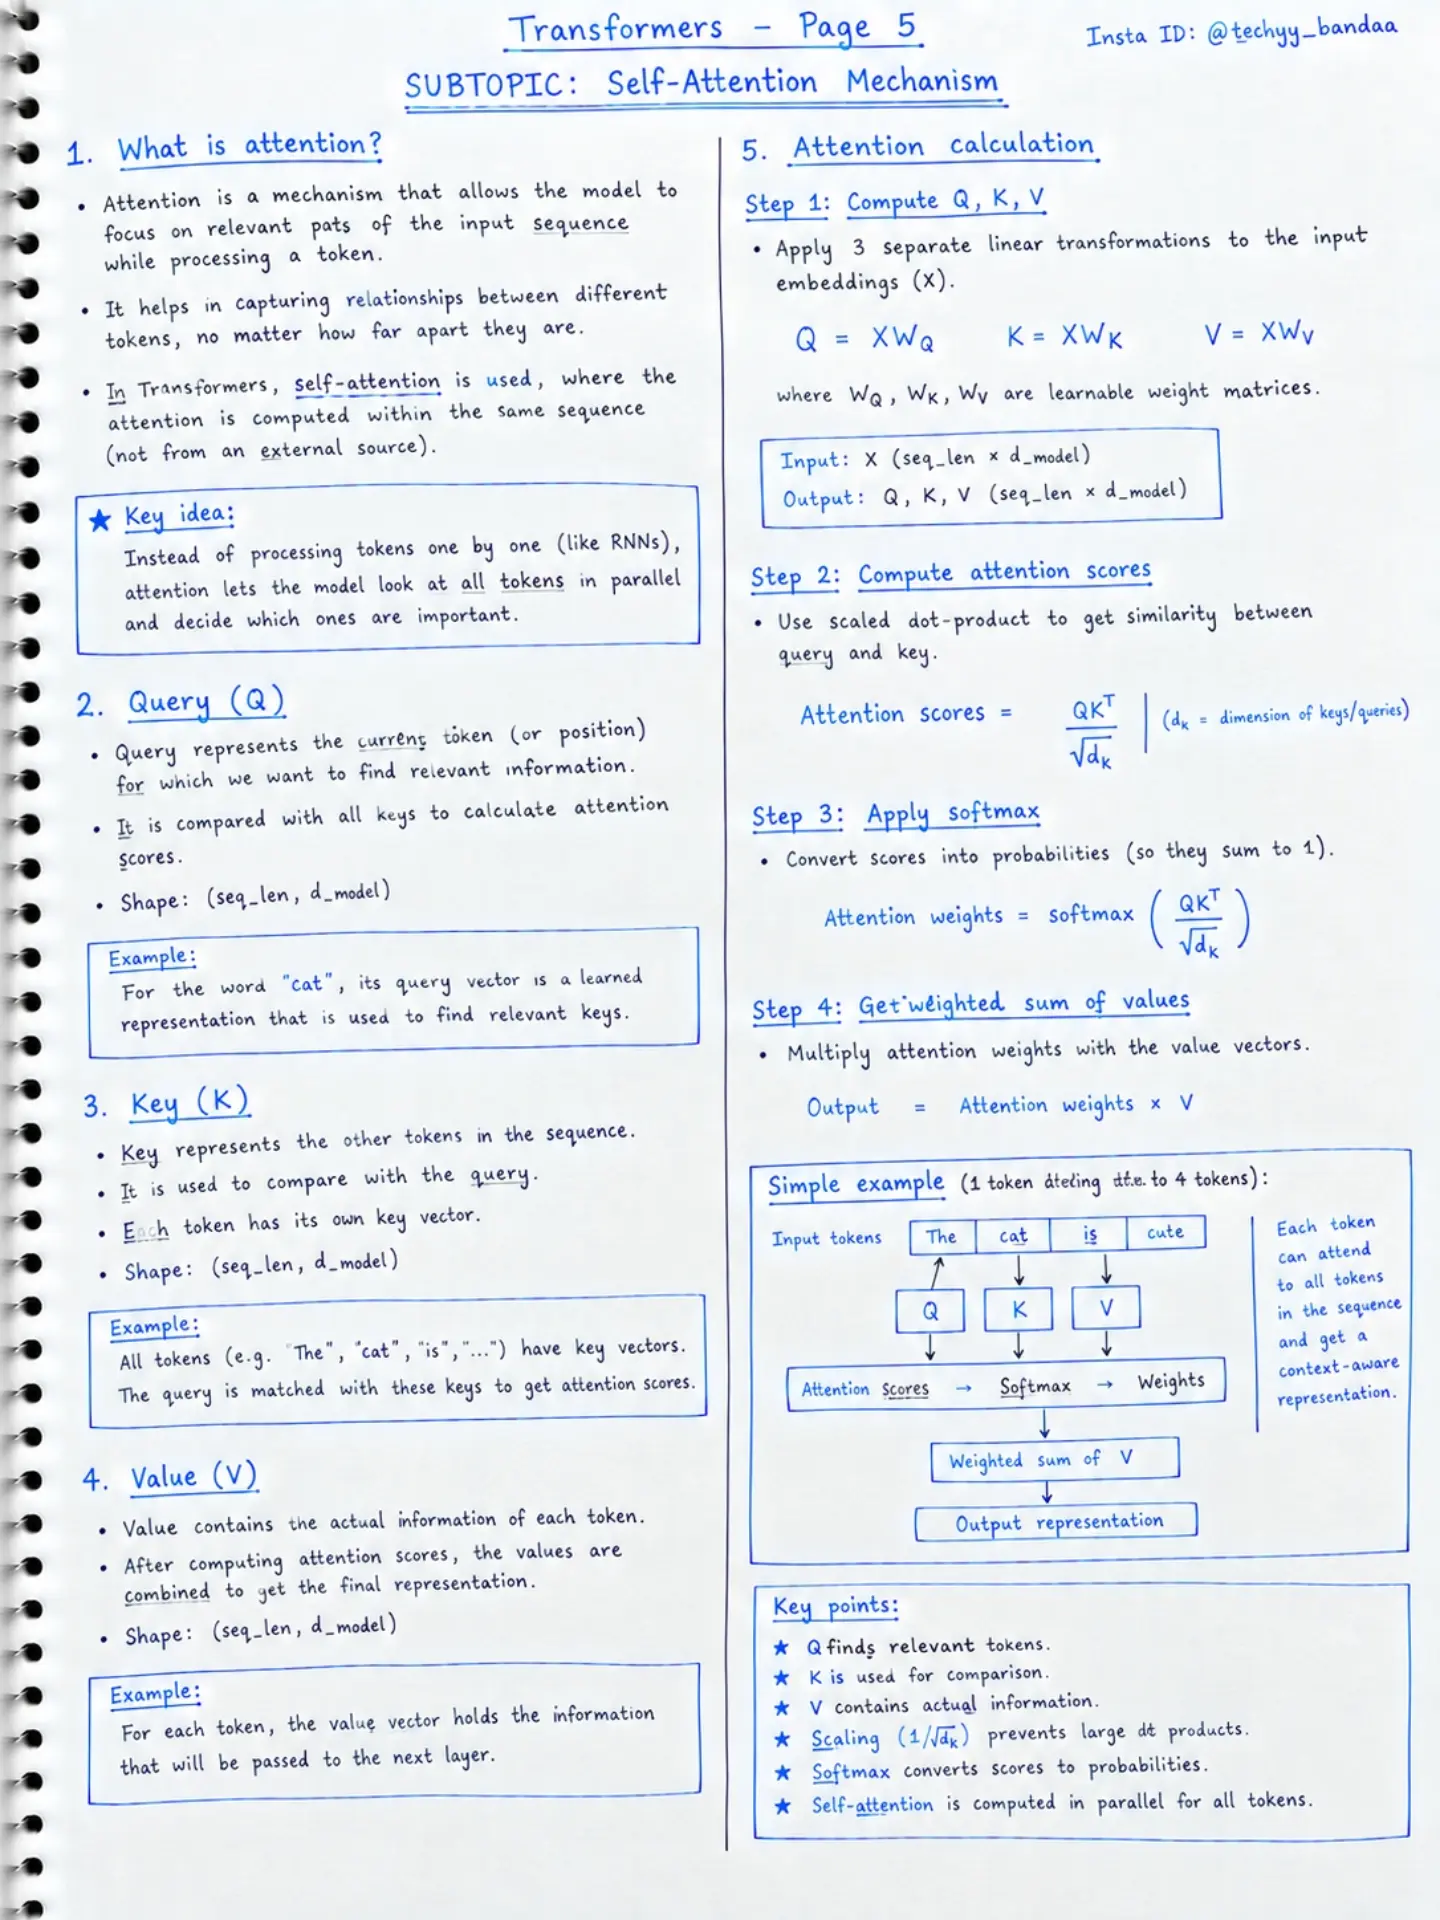 Transformers - Page 5
Insta ID: @techyy_bandaa
SUBTOPIC: Self-Attention Mechanism
1. What is attention?
• Attention is a mechanism that allows the model to
focus on relevant pats of the input sequence
while processing a token.
• It helps in capturing relationships between different
tokens, no matter how far apart they are.
• In Transformers, self-attention is used, where the
attention is computed within the same sequence
(not from an external source).
★ Key idea:
Instead of processing tokens one by one (like RNNs),
attention lets the model look at all tokens in parallel
and decide which ones are important.
2. Query (Q)
• Query represents the current token (or position)
for which we want to find relevant information.
• It is compared with all keys to calculate attention
scores.
• Shape: (seq_len, d_model)
Example:
For the word "cat", its query vector is a learned
representation that is used to find relevant keys.
3. Key (K)
• Key represents the other tokens in the sequence.
• It is used to compare with the query.
• Each token has its own key vector.
• Shape: (seq_len, d_model)
Example:
All tokens (e.g. "The", "cat", "is", "...") have key vectors.
The query is matched with these keys to get attention scores.
4. Value (V)
• Value contains the actual information of each token.
• After computing attention scores, the values are
combined to get the final representation.
• Shape: (seq_len, d_model)
Example:
For each token, the value vector holds the information
that will be passed to the next layer.
5. Attention calculation
Step 1: Compute Q, K, V
• Apply 3 separate linear transformations to the input
embeddings (X).
Q = XW_Q K = XW_K V = XW_V
where W_Q, W_K, W_V are learnable weight matrices.
Input: X (seq_len × d_model)
Output: Q, K, V (seq_len × d_model)
Step 2: Compute attention scores
• Use scaled dot-product to get similarity between
query and key.
Attention scores = QK^T / √d_k | (d_k = dimension of keys/queries)
Step 3: Apply softmax
• Convert scores into probabilities (so they sum to 1).
Attention weights = softmax (QK^T / √d_k)
Step 4: Get weighted sum of values
• Multiply attention weights with the value vectors.
Output = Attention weights × V
Simple example (1 token to 4 tokens):
Input tokens The cat is cute
Q K V
Attention Scores → Softmax → Weights
Weighted sum of V
Output representation
Each token
can attend
to all tokens
in the sequence
and get a
context-aware
representation.
Key points:
★ Q finds relevant tokens.
★ K is used for comparison.
★ V contains actual information.
★ Scaling (1/√d_k) prevents large products.
★ Softmax converts scores to probabilities.
★ Self-attention is computed in parallel for all tokens.